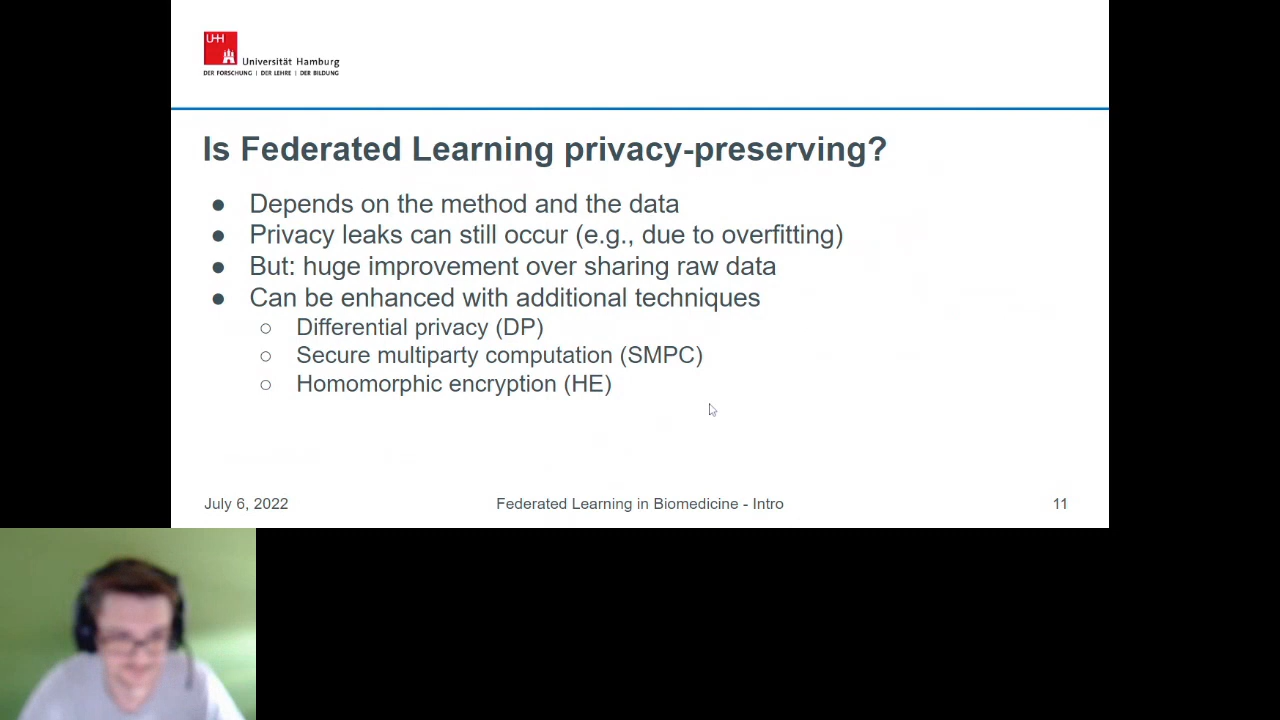 UHH
Universität Hamburg
DER FORSCHUNG | DER LEHRE | DER BILDUNG
Is Federated Learning privacy-preserving?
● Depends on the method and the data
● Privacy leaks can still occur (e.g., due to overfitting)
● But: huge improvement over sharing raw data
● Can be enhanced with additional techniques
○ Differential privacy (DP)
○ Secure multiparty computation (SMPC)
○ Homomorphic encryption (HE)
July 6, 2022 Federated Learning in Biomedicine - Intro 11